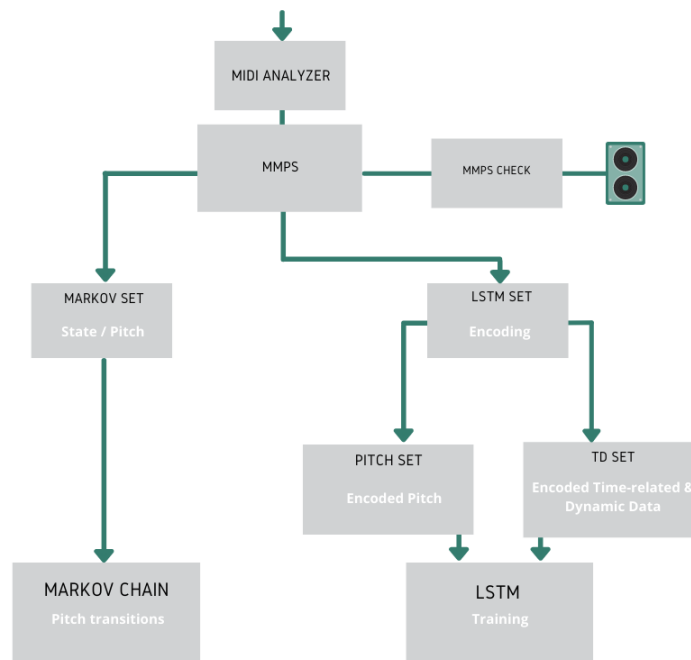 MIDI ANALYZER
MMPS
MMPS CHECK
MARKOV SET
State / Pitch
LSTM SET
Encoding
PITCH SET
Encoded Pitch
TD SET
Encoded Time-related &
Dynamic Data
MARKOV CHAIN
Pitch transitions
LSTM
Training